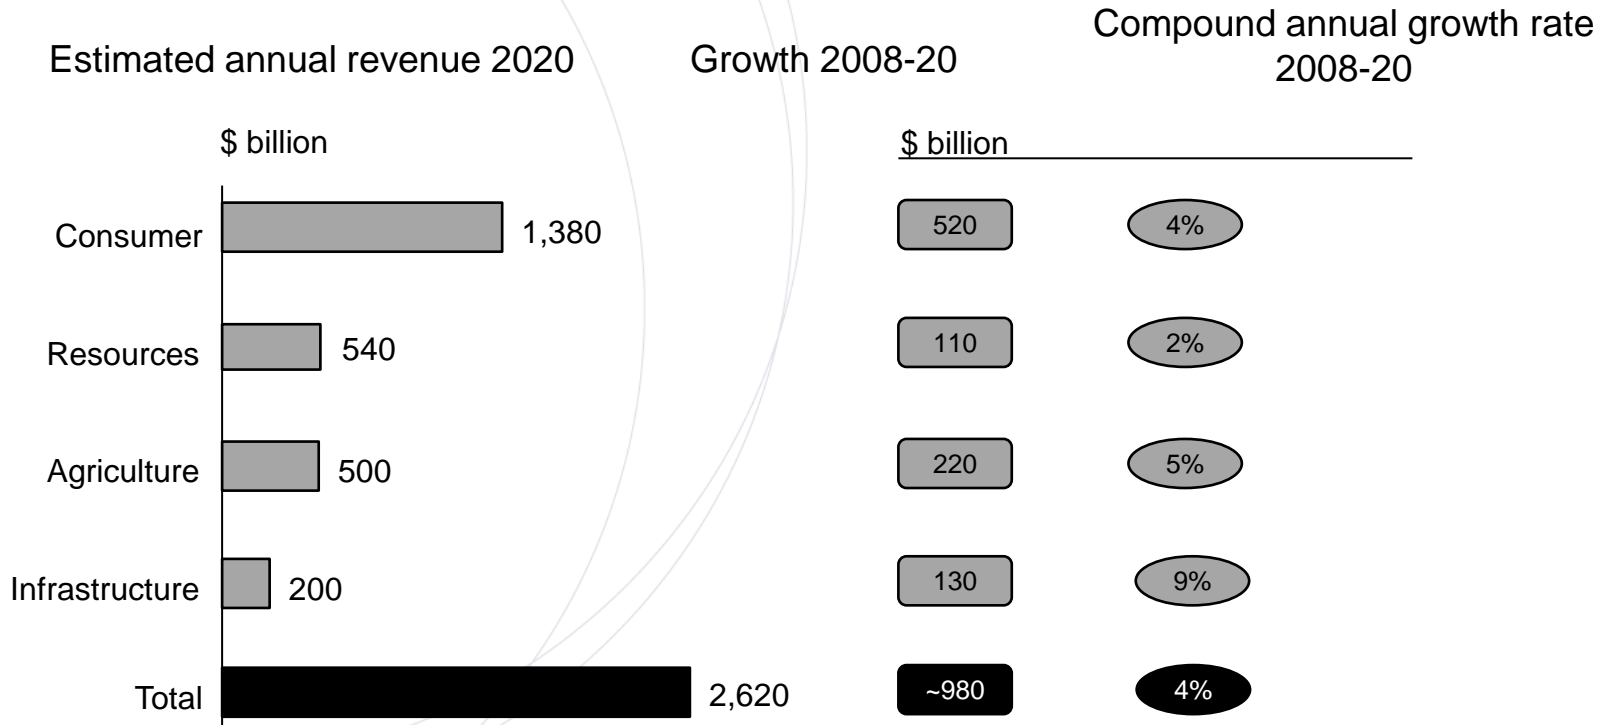 Estimated annual revenue 2020
Growth 2008-20
Compound annual growth rate
2008-20
$ billion
$ billion
Consumer 1,380 520 4%
Resources 540 110 2%
Agriculture 500 220 5%
Infrastructure 200 130 9%
Total 2,620 ~980 4%